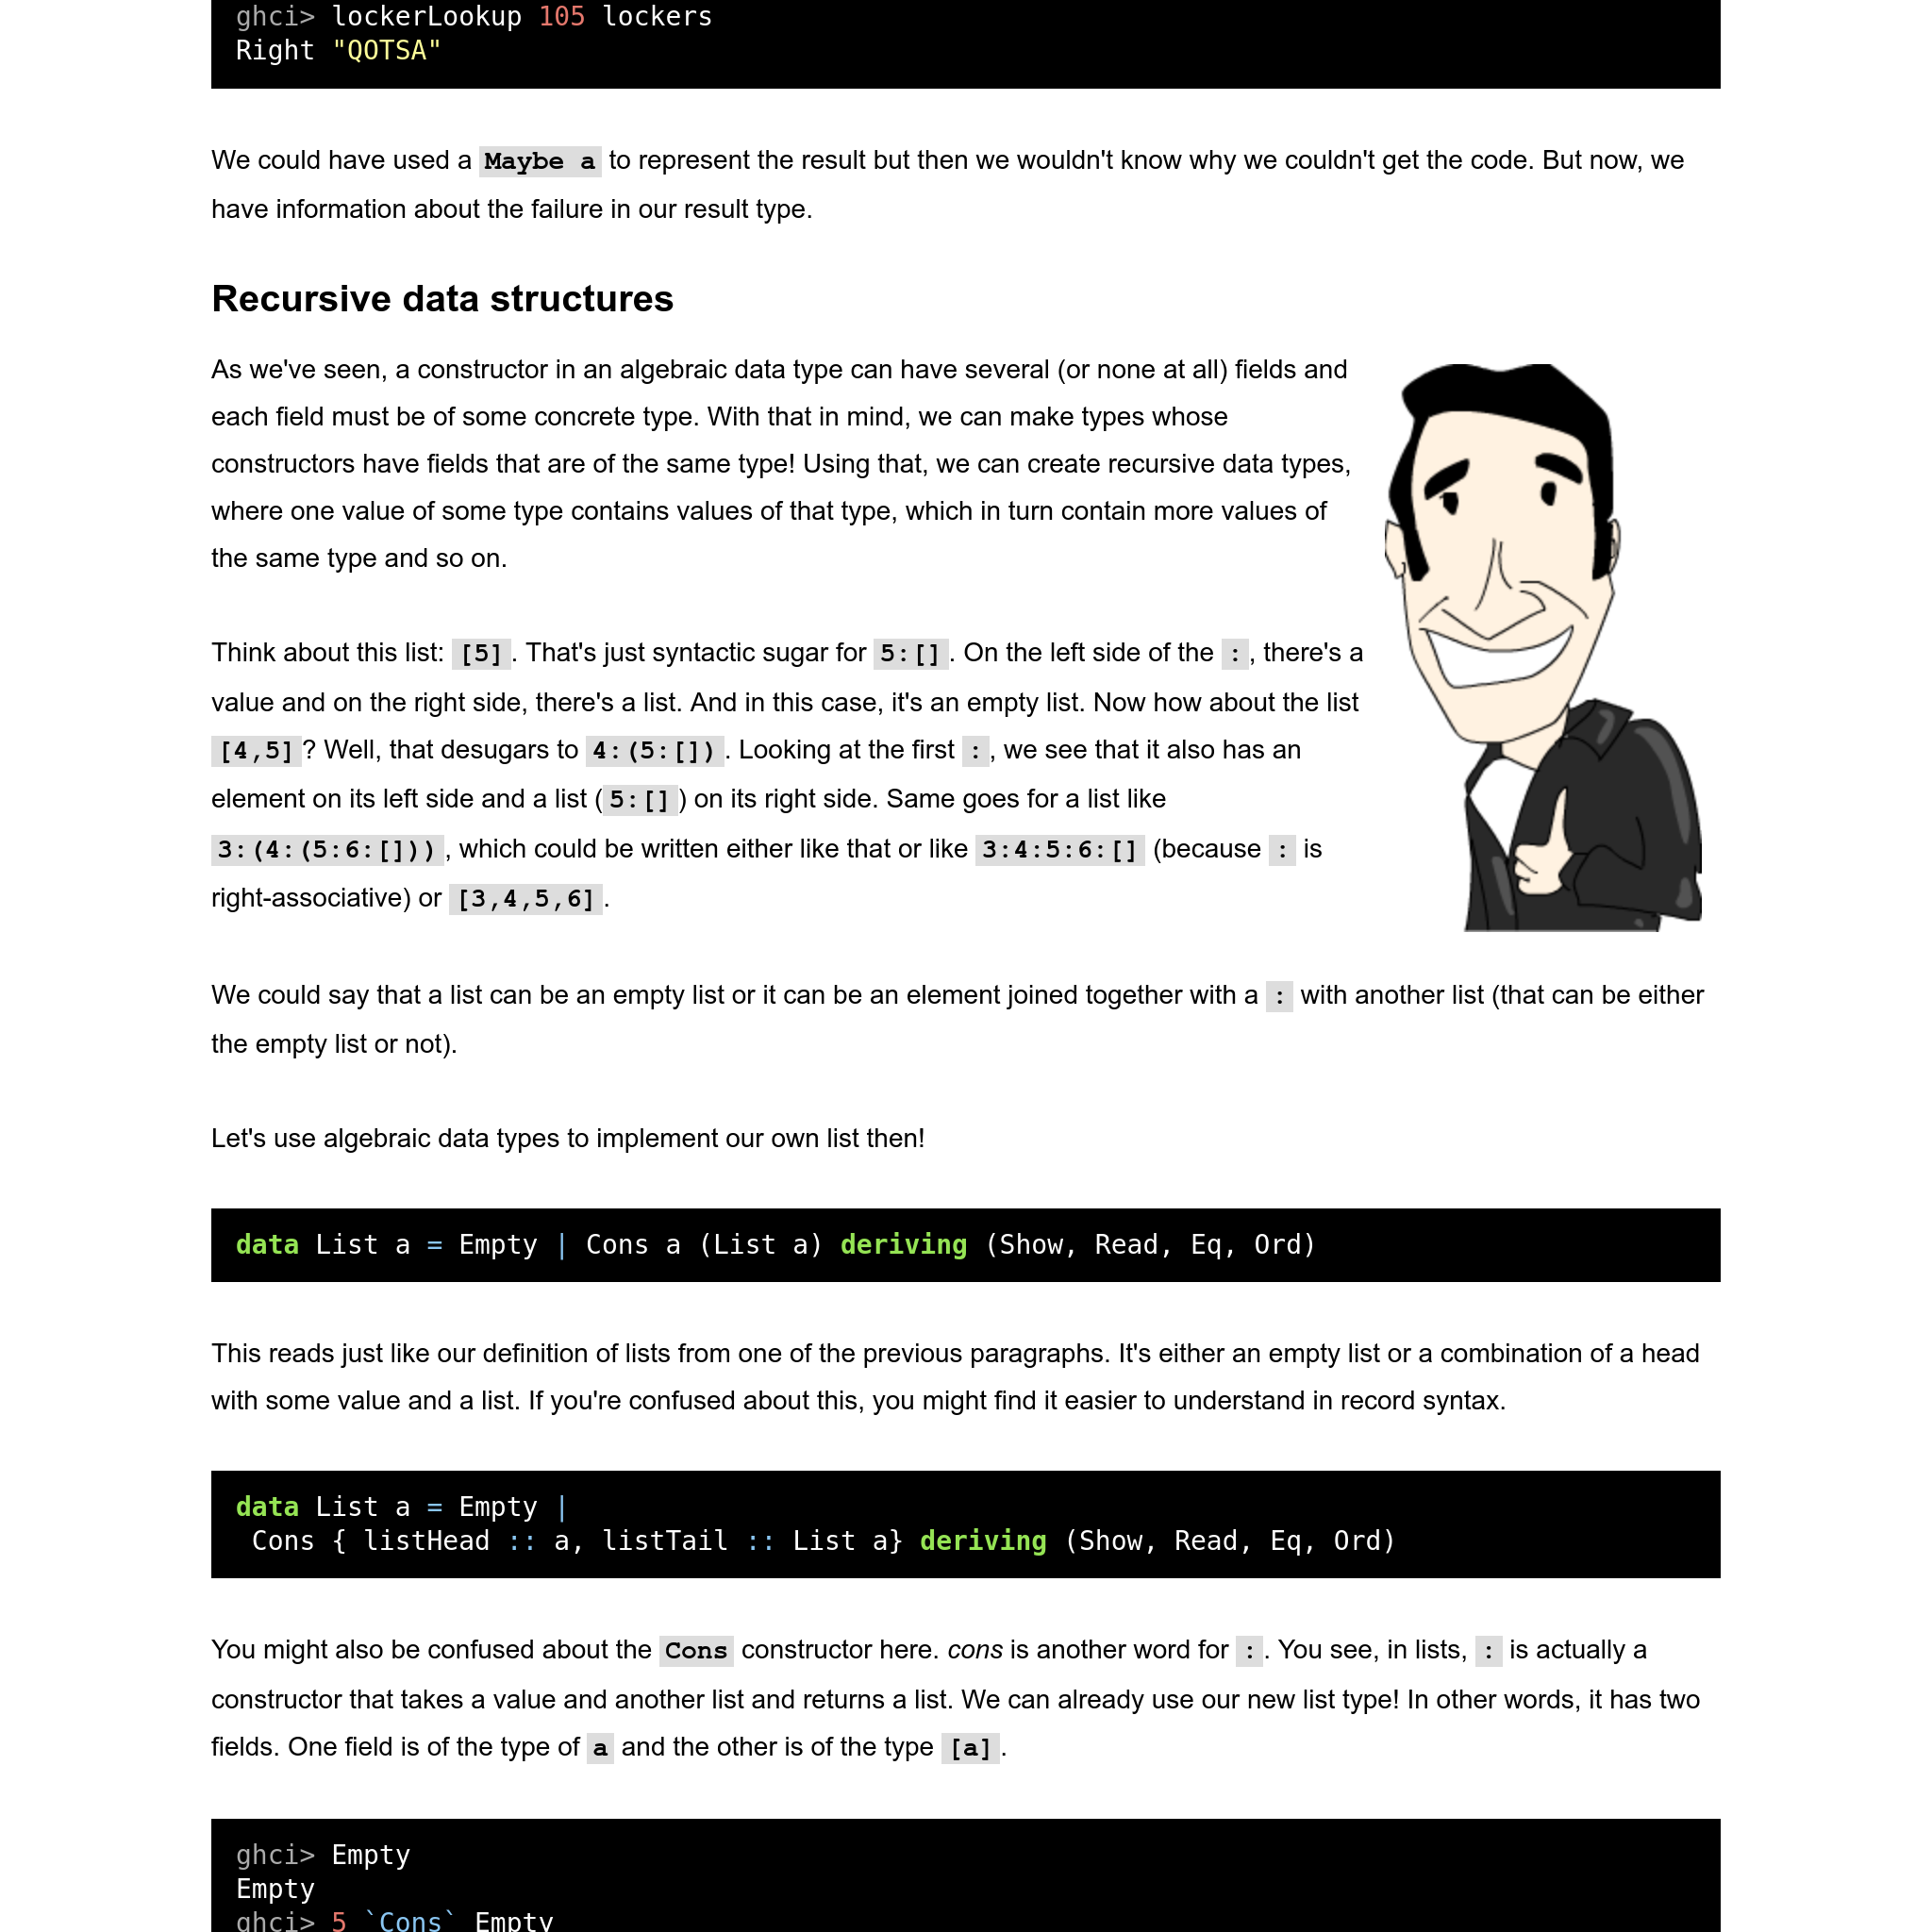 ghci> lockerLookup 105 lockers
Right "QOTSA"
We could have used a Maybe a to represent the result but then we wouldn't know why we couldn't get the code. But now, we
have information about the failure in our result type.
Recursive data structures
As we've seen, a constructor in an algebraic data type can have several (or none at all) fields and
each field must be of some concrete type. With that in mind, we can make types whose
constructors have fields that are of the same type! Using that, we can create recursive data types,
where one value of some type contains values of that type, which in turn contain more values of
the same type and so on.
Think about this list: [5]. That's just syntactic sugar for 5:[]. On the left side of the :, there's a
value and on the right side, there's a list. And in this case, it's an empty list. Now how about the list
[4,5]? Well, that desugars to 4:(5:[]). Looking at the first :, we see that it also has an
element on its left side and a list (5:[]) on its right side. Same goes for a list like
3:(4:(5:6:[])), which could be written either like that or like 3:4:5:6:[] (because : is
right-associative) or [3,4,5,6].
We could say that a list can be an empty list or it can be an element joined together with a : with another list (that can be either
the empty list or not).
Let's use algebraic data types to implement our own list then!
data List a = Empty | Cons a (List a) deriving (Show, Read, Eq, Ord)
This reads just like our definition of lists from one of the previous paragraphs. It's either an empty list or a combination of a head
with some value and a list. If you're confused about this, you might find it easier to understand in record syntax.
data List a = Empty |
Cons { listHead :: a, listTail :: List a} deriving (Show, Read, Eq, Ord)
You might also be confused about the Cons constructor here. cons is another word for :. You see, in lists, : is actually a
constructor that takes a value and another list and returns a list. We can already use our new list type! In other words, it has two
fields. One field is of the type of a and the other is of the type [a].
ghci> Empty
Empty
ghci> 5 `Cons` Empty